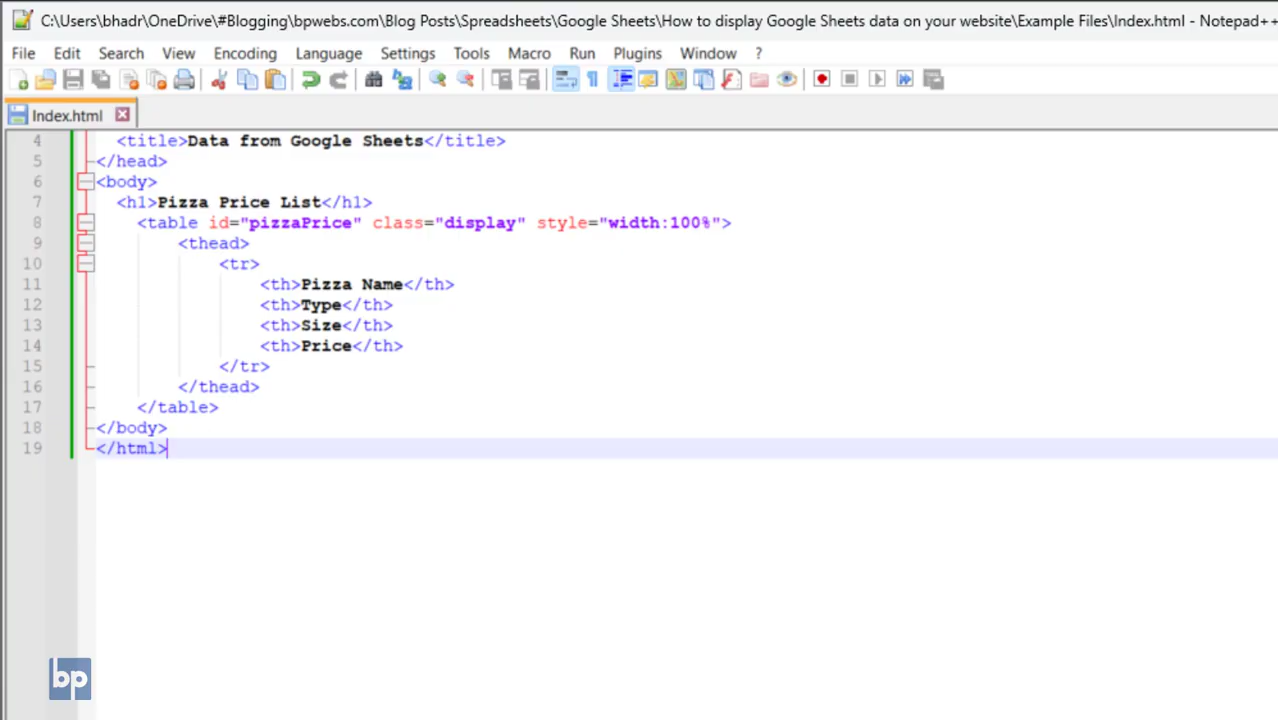 C:\Users\bhadr\OneDrive\#Blogging\bpwebs.com\Blog Posts\Spreadsheets\Google Sheets\How to display Google Sheets data on your website\Example Files\Index.html - Notepad++
File Edit Search View Encoding Language Settings Tools Macro Run Plugins Window ?
Index.html
4 <title>Data from Google Sheets</title>
5 </head>
6 <body>
7 <h1>Pizza Price List</h1>
8 <table id="pizzaPrice" class="display" style="width:100%">
9 <thead>
10 <tr>
11 <th>Pizza Name</th>
12 <th>Type</th>
13 <th>Size</th>
14 <th>Price</th>
15 </tr>
16 </thead>
17 </table>
18 </body>
19 </html>
bp